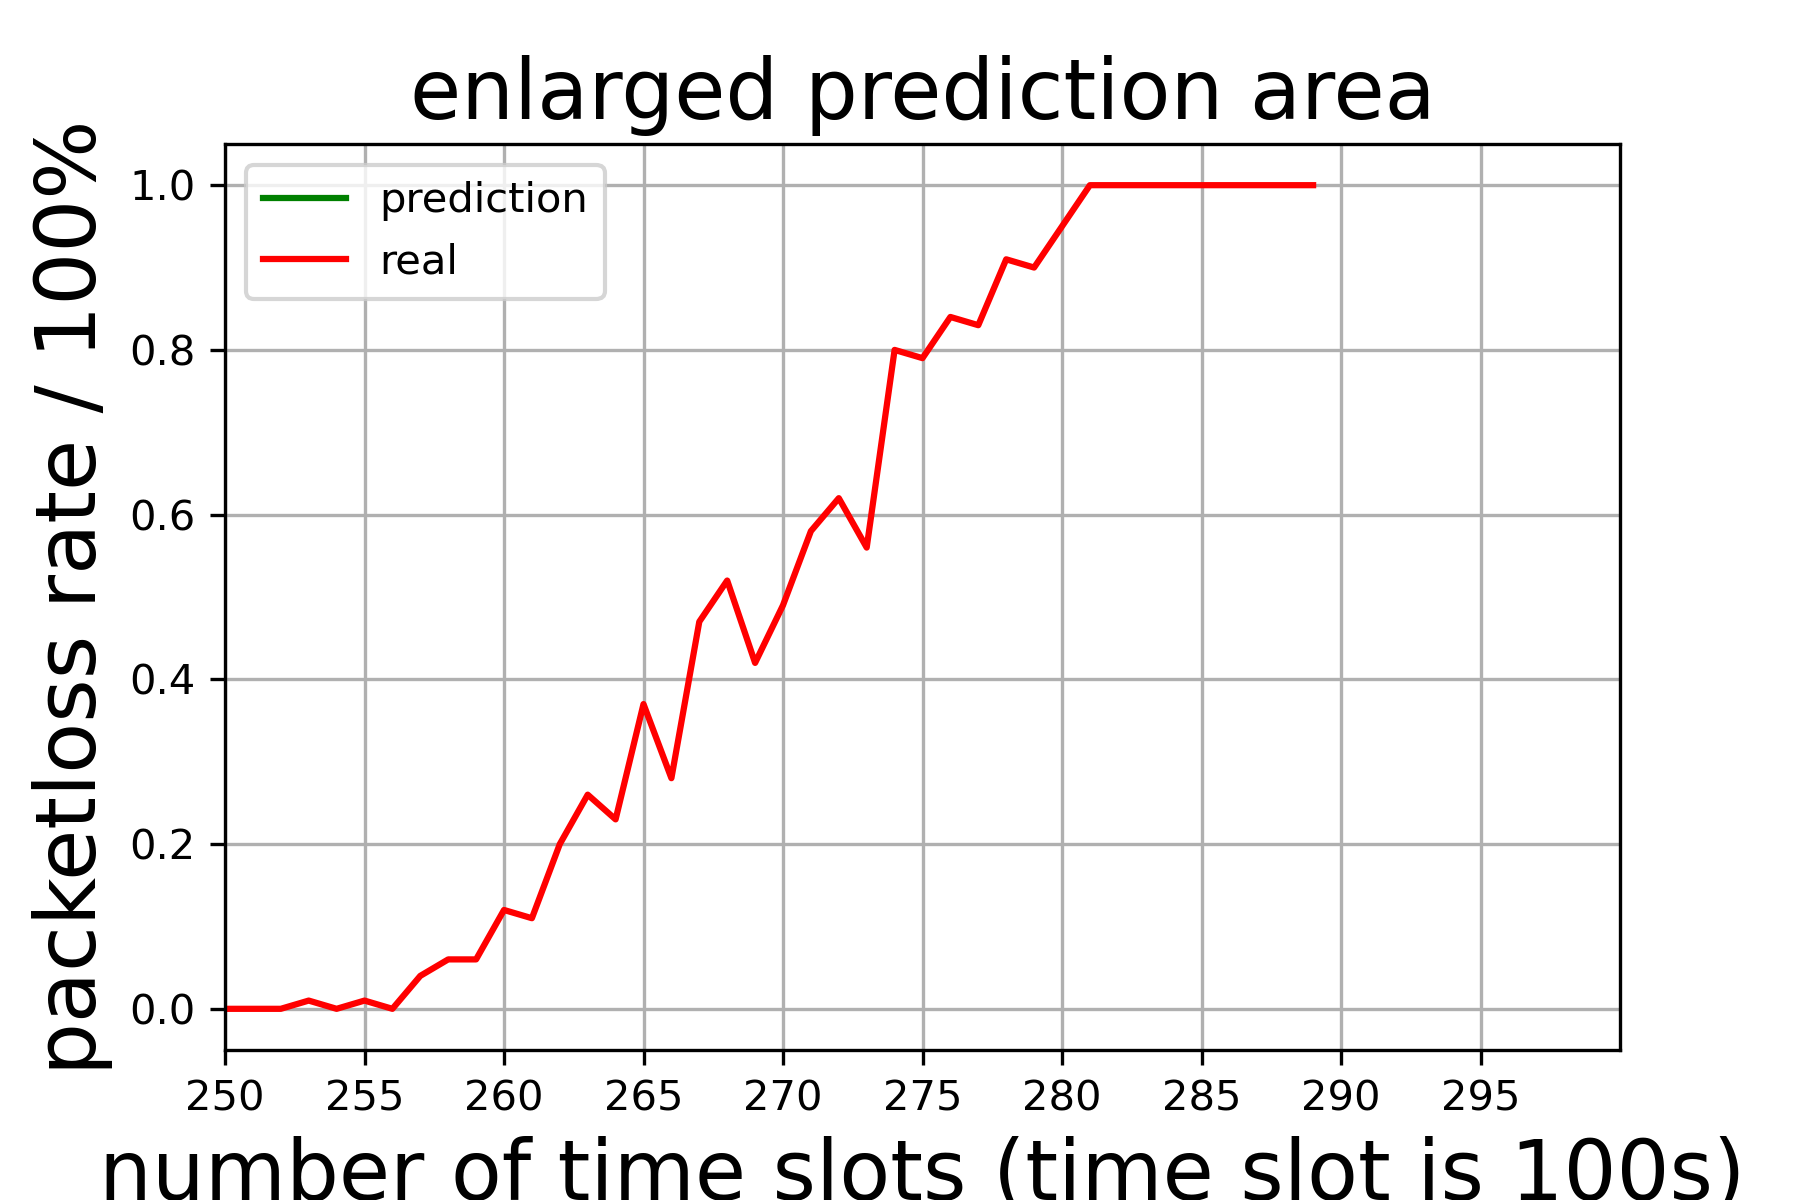 enlarged prediction area
packetloss rate / 100%
1.0
0.8
0.6
0.4
0.2
0.0
prediction
real
250 255 260 265 270 275 280 285 290 295
number of time slots (time slot is 100s)